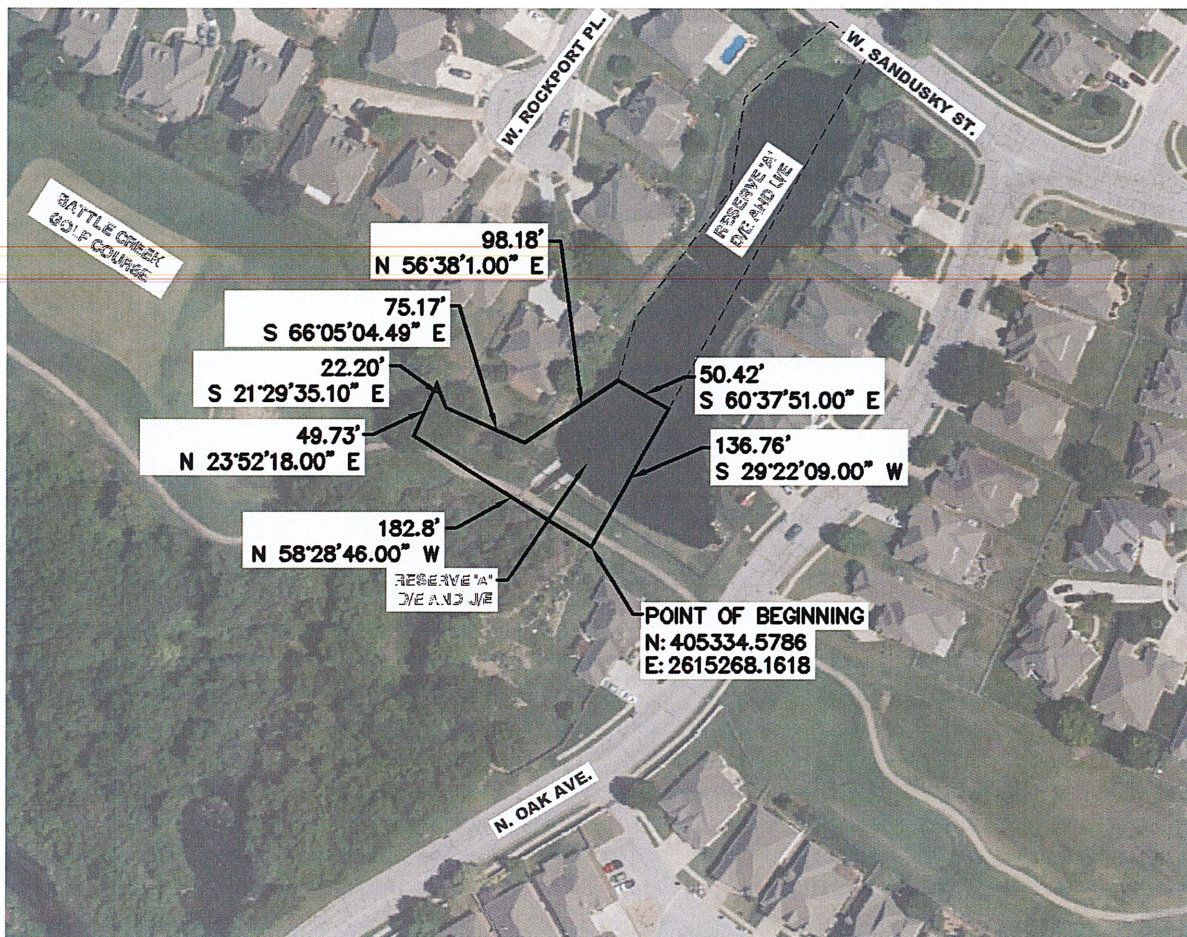 W. ROCKPORT PL.
W. SANDUSKY ST.
RESERVE "A"
D/E AND U/E
BATTLE CREEK
GOLF COURSE
98.18'
N 56°38'1.00" E
75.17'
S 66°05'04.49" E
22.20'
S 21°29'35.10" E
50.42'
S 60°37'51.00" E
49.73'
N 23°52'18.00" E
136.76'
S 29°22'09.00" W
182.8'
N 58°28'46.00" W
RESERVE "A"
D/E AND U/E
POINT OF BEGINNING
N: 405334.5786
E: 2615268.1618
N. OAK AVE.